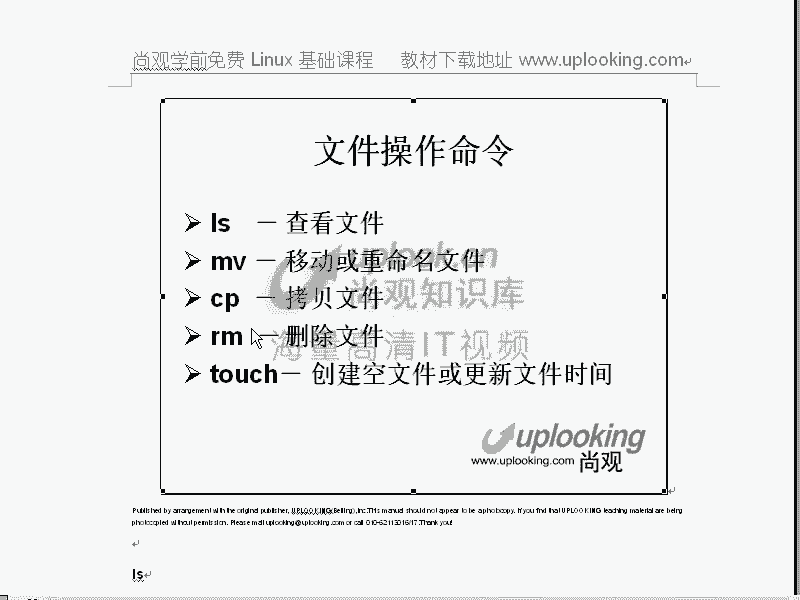 尚观学前免费 Linux 基础课程 教材下载地址 www.uplooking.com
文件操作命令
ls － 查看文件
mv － 移动或重命名文件
uplook.cn
cp － 拷贝文件
尚观知识库
rm － 删除文件
海量高清IT视频
touch－ 创建空文件或更新文件时间
uplooking
www.uplooking.com 尚观
Published by arrangement with the original publisher, UPLOOKING(Beijing),inc.This manual should not appear to be a photocopy. If you find that UPLOOKING teaching material are being
photocopied without permission. Please mail uplooking@uplooking.com or call 010-62113016/17.Thank you!
ls